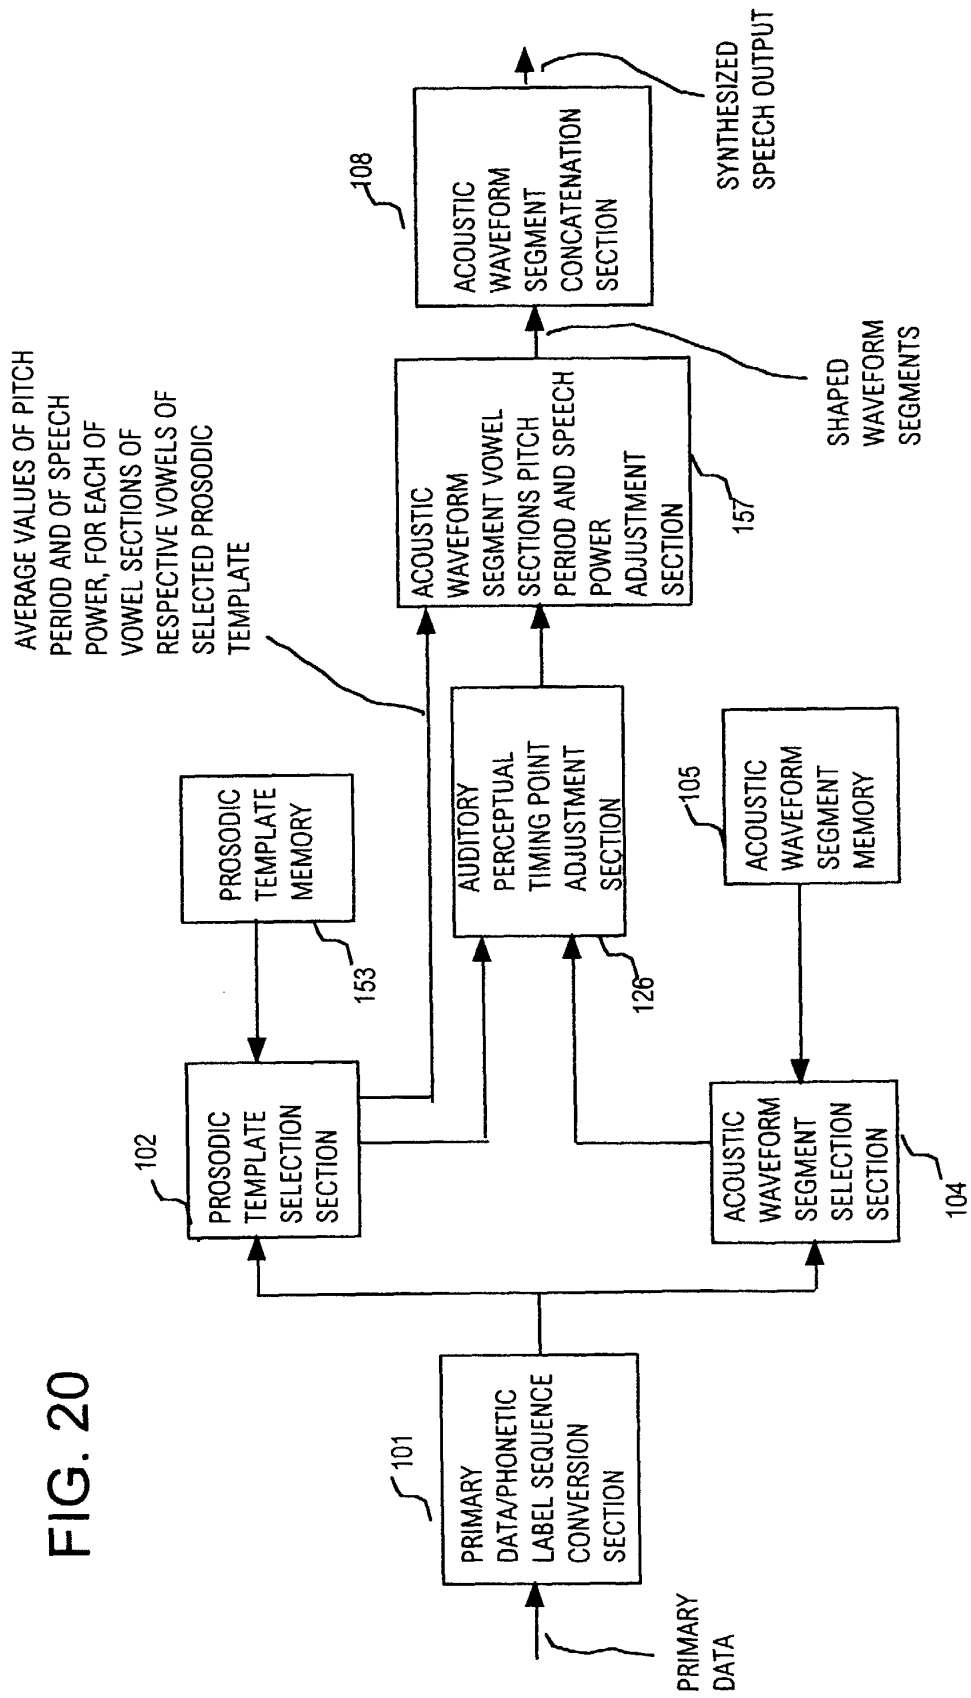 FIG. 20
PRIMARY
DATA
101
PRIMARY
DATA/PHONETIC
LABEL SEQUENCE
CONVERSION
SECTION
102
PROSODIC
TEMPLATE
SELECTION
SECTION
153
PROSODIC
TEMPLATE
MEMORY
104
ACOUSTIC
WAVEFORM
SEGMENT
SELECTION
SECTION
105
ACOUSTIC
WAVEFORM
SEGMENT
MEMORY
126
AUDITORY
PERCEPTUAL
TIMING POINT
ADJUSTMENT
SECTION
AVERAGE VALUES OF PITCH
PERIOD AND OF SPEECH
POWER, FOR EACH OF
VOWEL SECTIONS OF
RESPECTIVE VOWELS OF
SELECTED PROSODIC
TEMPLATE
157
ACOUSTIC
WAVEFORM
SEGMENT VOWEL
SECTIONS PITCH
PERIOD AND SPEECH
POWER
ADJUSTMENT
SECTION
SHAPED
WAVEFORM
SEGMENTS
108
ACOUSTIC
WAVEFORM
SEGMENT
CONCATENATION
SECTION
SYNTHESIZED
SPEECH OUTPUT